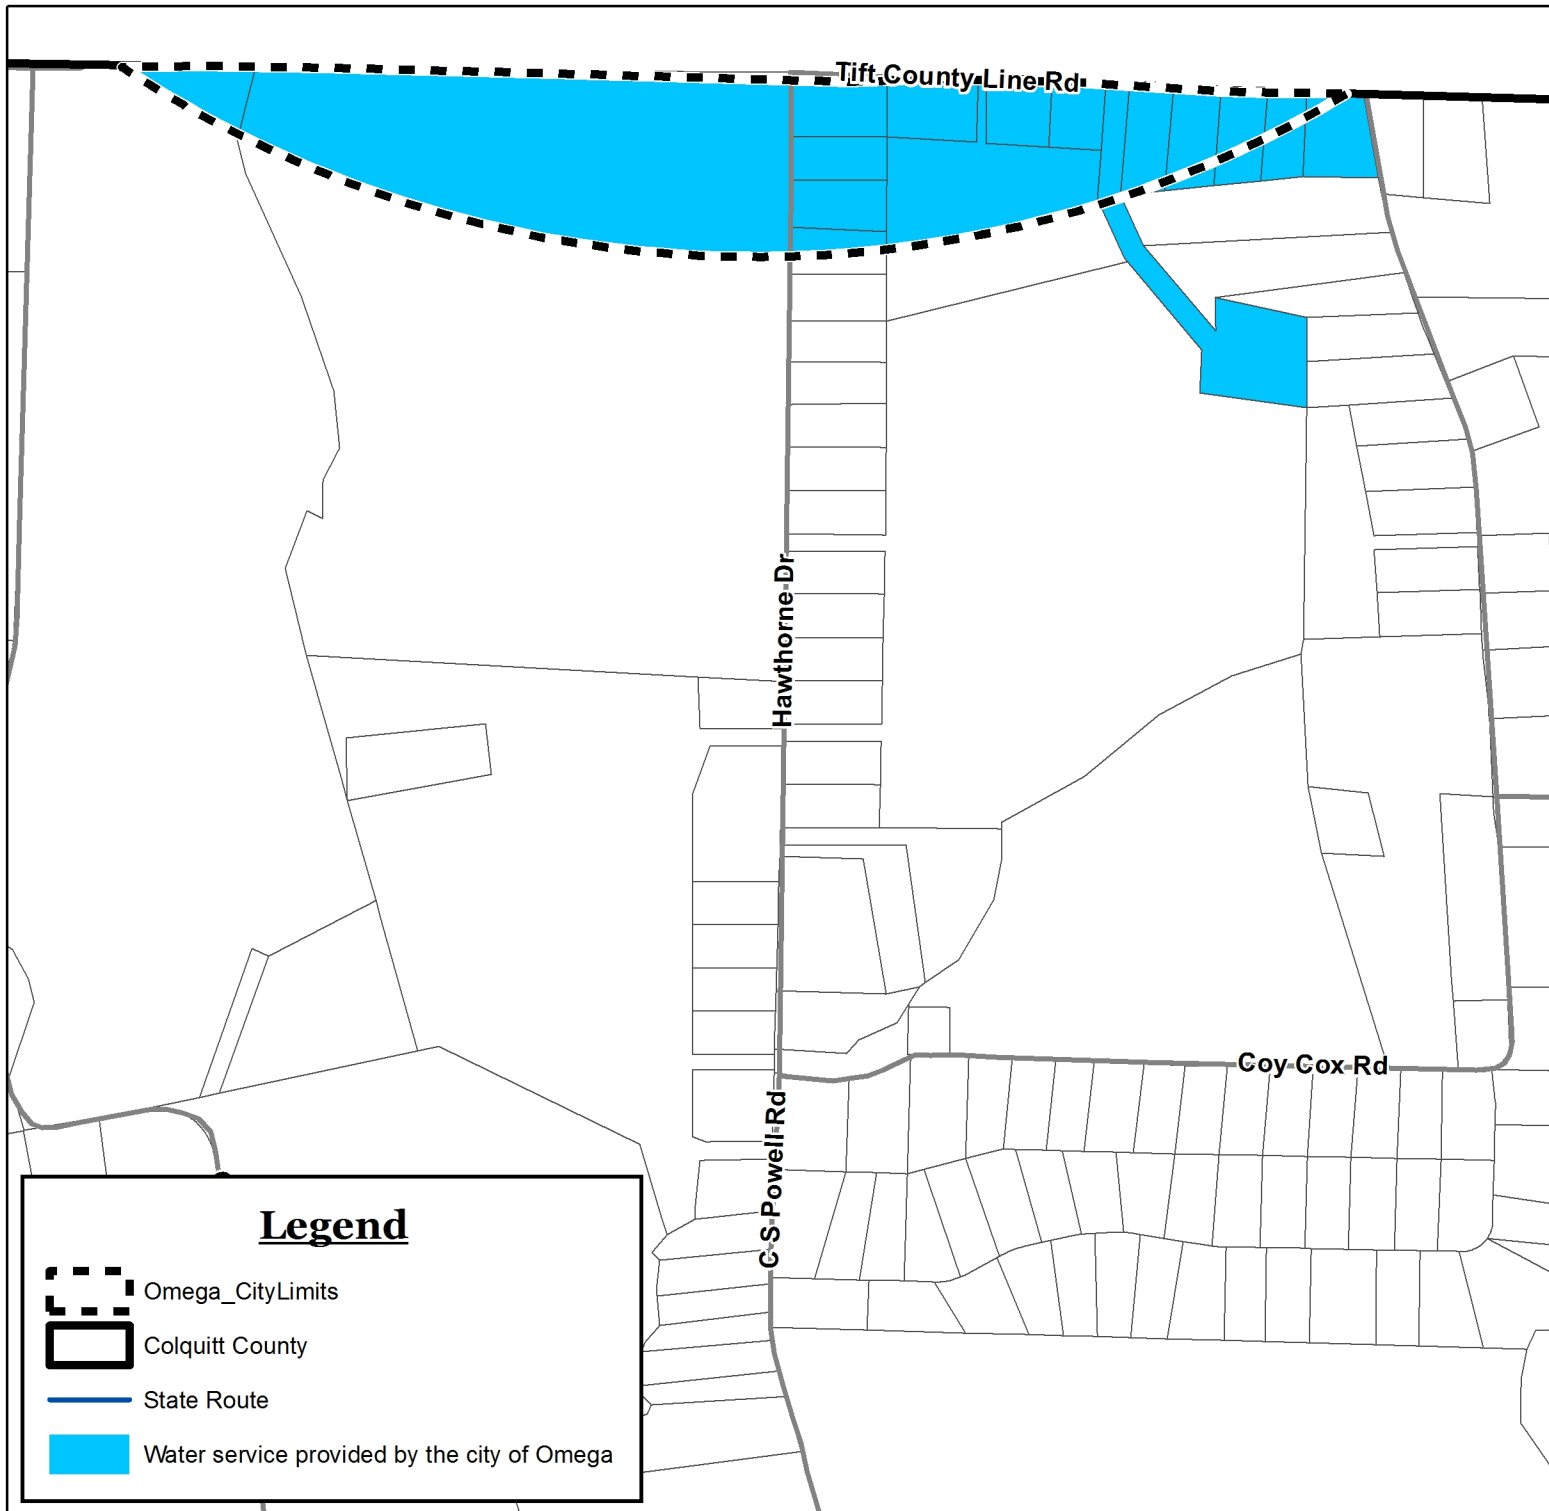 Tift County Line Rd
Hawthorne Dr
Coy Cox Rd
C S Powell Rd
Legend
Omega_CityLimits
Colquitt County
State Route
Water service provided by the city of Omega